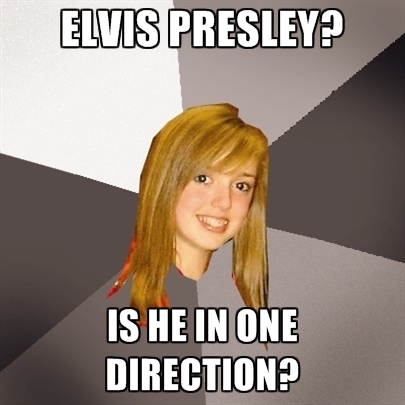 ELVIS PRESLEY?
IS HE IN ONE
DIRECTION?